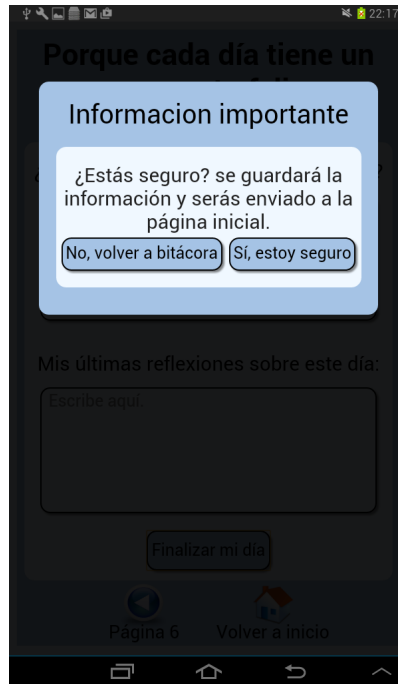 22:17
Porque cada día tiene un
Informacion importante
¿Estás seguro? se guardará la
información y serás enviado a la
página inicial.
No, volver a bitácora
Sí, estoy seguro
Mis últimas reflexiones sobre este día:
Escribe aquí.
Finalizar mi día
Página 6
Volver a inicio